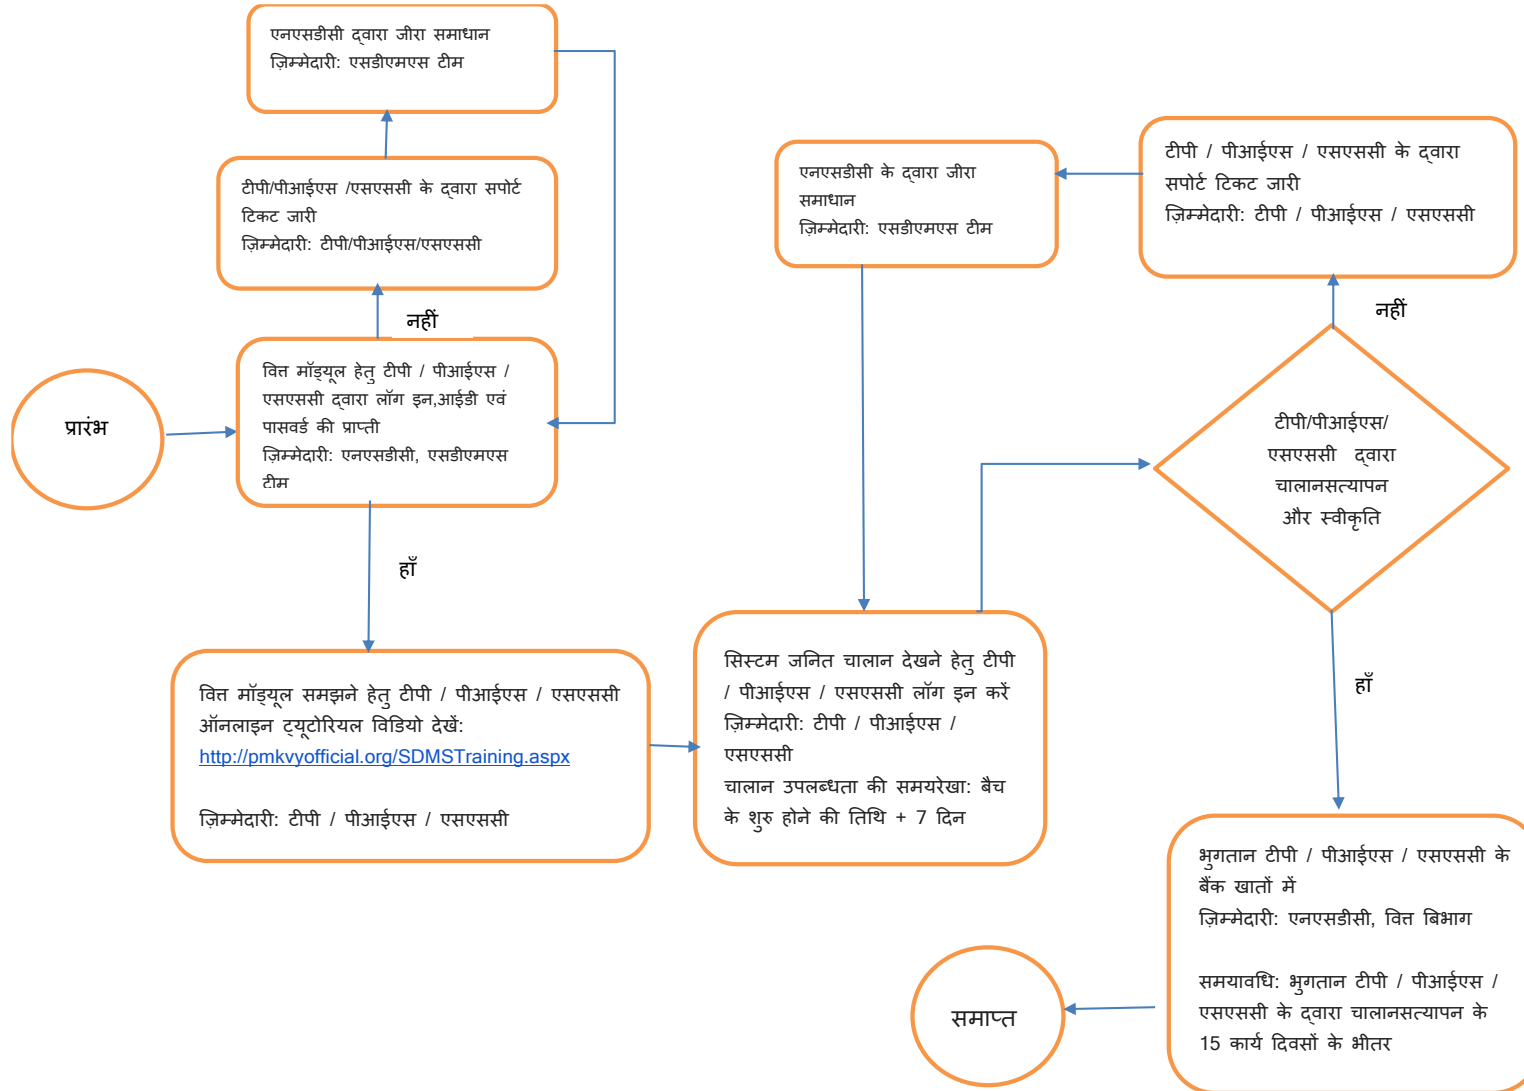 एनएसडीसी द्वारा जीरा समाधान
ज़िम्मेदारी: एसडीएमएस टीम
टीपी/पीआईएस /एसएससी के द्वारा सपोर्ट
टिकट जारी
ज़िम्मेदारी: टीपी/पीआईएस/एसएससी
नहीं
प्रारंभ
वित्त मॉड्यूल हेतु टीपी / पीआईएस /
एसएससी द्वारा लॉग इन,आईडी एवं
पासवर्ड की प्राप्ती
ज़िम्मेदारी: एनएसडीसी, एसडीएमएस
टीम
हाँ
वित्त मॉड्यूल समझने हेतु टीपी / पीआईएस / एसएससी
ऑनलाइन ट्यूटोरियल विडियो देखें:
http://pmkvyofficial.org/SDMSTraining.aspx
ज़िम्मेदारी: टीपी / पीआईएस / एसएससी
सिस्टम जनित चालान देखने हेतु टीपी
/ पीआईएस / एसएससी लॉग इन करें
ज़िम्मेदारी: टीपी / पीआईएस /
एसएससी
चालान उपलब्धता की समयरेखा: बैच
के शुरु होने की तिथि + 7 दिन
एनएसडीसी के द्वारा जीरा
समाधान
ज़िम्मेदारी: एसडीएमएस टीम
टीपी / पीआईएस / एसएससी के द्वारा
सपोर्ट टिकट जारी
ज़िम्मेदारी: टीपी / पीआईएस / एसएससी
नहीं
टीपी/पीआईएस/
एसएससी द्वारा
चालानसत्यापन
और स्वीकृति
हाँ
भुगतान टीपी / पीआईएस / एसएससी के
बैंक खातों में
ज़िम्मेदारी: एनएसडीसी, वित्त बिभाग
समयावधि: भुगतान टीपी / पीआईएस /
एसएससी के द्वारा चालानसत्यापन के
15 कार्य दिवसों के भीतर
समाप्त